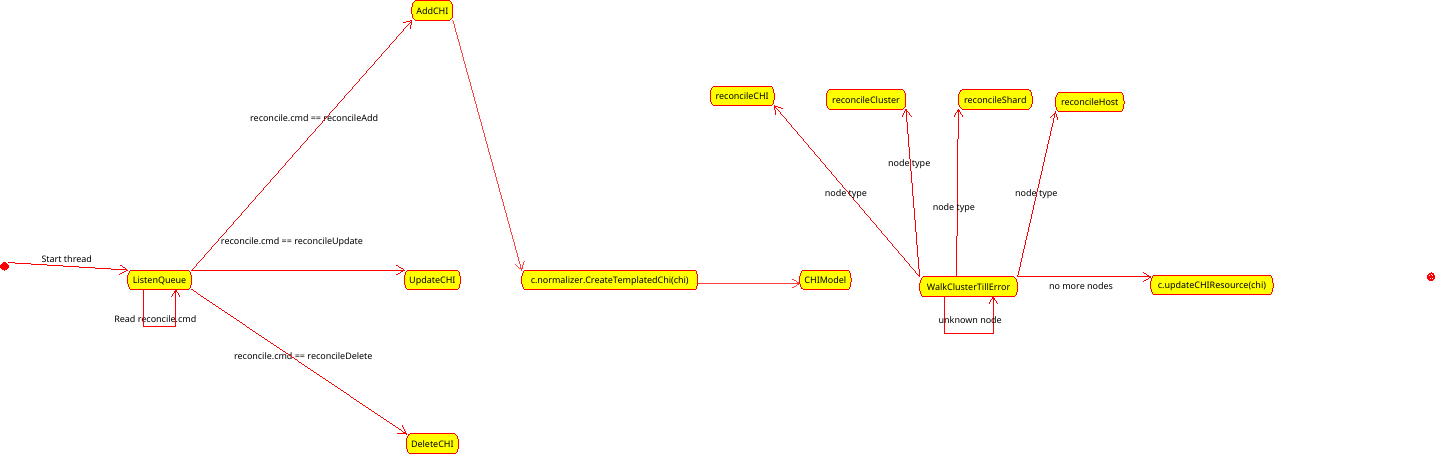 AddCHI
reconcileCHI
reconcileCluster
reconcileShard
reconcileHost
reconcile.cmd == reconcileAdd
node type
node type
node type
node type
reconcile.cmd == reconcileUpdate
Start thread
ListenQueue
UpdateCHI
c.normalizer.CreateTemplatedChi(chi)
CHIModel
WalkClusterTillError
no more nodes
c.updateCHIResource(chi)
Read reconcile.cmd
unknown node
reconcile.cmd == reconcileDelete
DeleteCHI